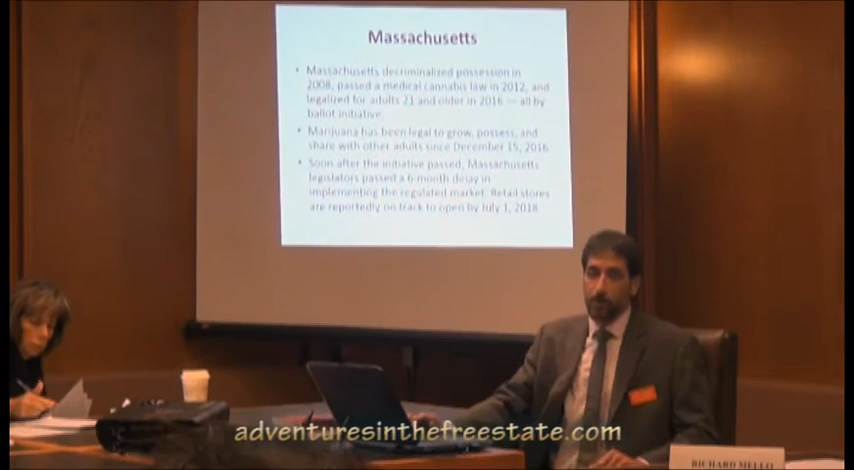 Massachusetts
• Massachusetts decriminalized possession in
2008, passed a medical cannabis law in 2012, and
legalized for adults 21 and older in 2016 — all by
ballot initiative.
• Marijuana has been legal to grow, possess, and
share with other adults since December 15, 2016
• Soon after the initiative passed, Massachusetts
legislators passed a 6-month delay in
implementing the regulated market. Retail stores
are reportedly on track to open by July 1, 2018.
adventuresinthefreestate.com
RICHARD